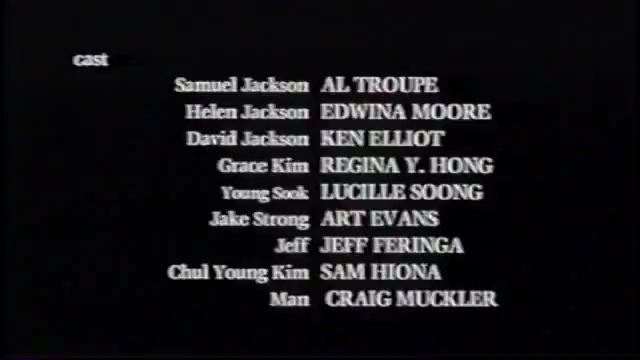 cast
Samuel Jackson AL TROUPE
Helen Jackson EDWINA MOORE
David Jackson KEN ELLIOT
Grace Kim REGINA Y. HONG
Young Sook LUCILLE SOONG
Jake Strong ART EVANS
Jeff JEFF FERINGA
Chul Young Kim SAM HIONA
Man CRAIG MUCKLER